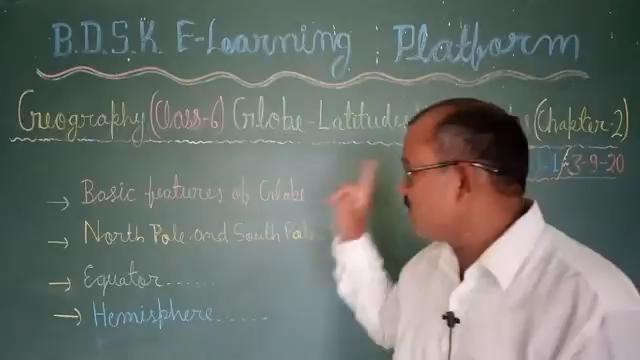 B.D.S.K E-Learning : Platform
Geography (Class-6) Globe-Latitudes (Chapter-2)
-1 3-9-20
→ Basic features of Globe
→ North Pole and South Pole
→ Equator......
→ Hemisphere......